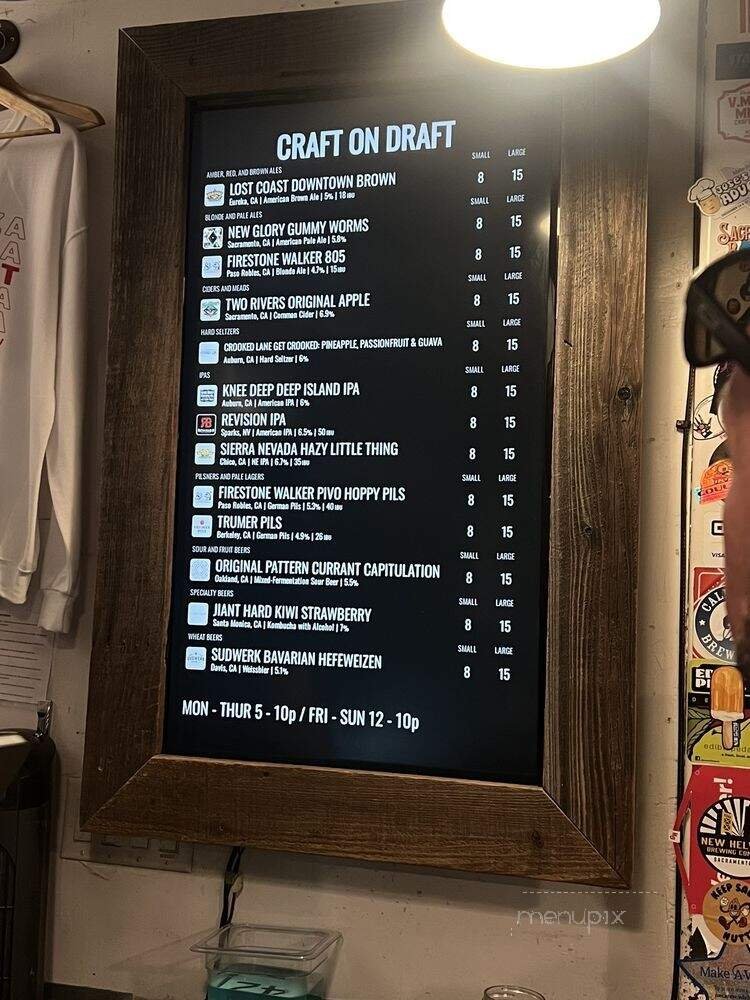 CRAFT ON DRAFT
AMBER, RED, AND BROWN ALES SMALL LARGE
LOST COAST DOWNTOWN BROWN 8 15
Eureka, CA | American Brown Ale | 5% | 18 IBU
BLONDE AND PALE ALES SMALL LARGE
NEW GLORY GUMMY WORMS 8 15
Sacramento, CA | American Pale Ale | 5.8%
FIRESTONE WALKER 805 8 15
Paso Robles, CA | Blonde Ale | 4.7% | 15 IBU
CIDERS AND MEADS SMALL LARGE
TWO RIVERS ORIGINAL APPLE 8 15
Sacramento, CA | Common Cider | 6.9%
HARD SELTZERS SMALL LARGE
CROOKED LANE GET CROOKED: PINEAPPLE, PASSIONFRUIT & GUAVA 8 15
Auburn, CA | Hard Seltzer | 6%
IPAS SMALL LARGE
KNEE DEEP DEEP ISLAND IPA 8 15
Auburn, CA | American IPA | 6%
REVISION IPA 8 15
Sparks, NV | American IPA | 6.5% | 50 IBU
SIERRA NEVADA HAZY LITTLE THING 8 15
Chico, CA | NE IPA | 6.7% | 35 IBU
PILSNERS AND PALE LAGERS SMALL LARGE
FIRESTONE WALKER PIVO HOPPY PILS 8 15
Paso Robles, CA | German Pils | 5.3% | 40 IBU
TRUMER PILS 8 15
Berkeley, CA | German Pils | 4.9% | 26 IBU
SOUR AND FRUIT BEERS SMALL LARGE
ORIGINAL PATTERN CURRANT CAPITULATION 8 15
Oakland, CA | Mixed-Fermentation Sour Beer | 5.5%
SPECIALTY BEERS SMALL LARGE
JIANT HARD KIWI STRAWBERRY 8 15
Santa Monica, CA | Kombucha with Alcohol | 7%
WHEAT BEERS SMALL LARGE
SUDWERK BAVARIAN HEFEWEIZEN 8 15
Davis, CA | Weissbier | 5.1%
MON - THUR 5 - 10p / FRI - SUN 12 - 10p
menupix
VISA
NEW HEL
BREWING CO
SACRAMENTO
KEEP SA
NUTT
Make A W